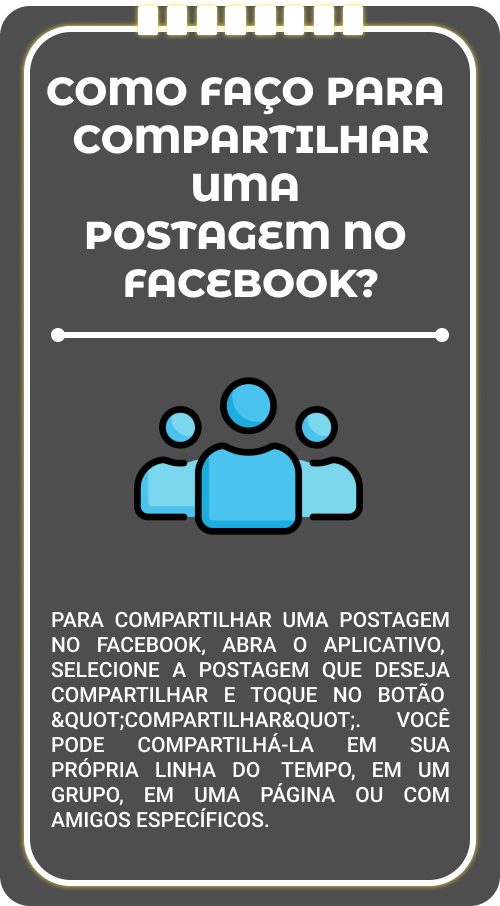 COMO FAÇO PARA
COMPARTILHAR
UMA
POSTAGEM NO
FACEBOOK?
PARA COMPARTILHAR UMA POSTAGEM
NO FACEBOOK, ABRA O APLICATIVO,
SELECIONE A POSTAGEM QUE DESEJA
COMPARTILHAR E TOQUE NO BOTÃO
&QUOT;COMPARTILHAR&QUOT;. VOCÊ
PODE COMPARTILHÁ-LA EM SUA
PRÓPRIA LINHA DO TEMPO, EM UM
GRUPO, EM UMA PÁGINA OU COM
AMIGOS ESPECÍFICOS.